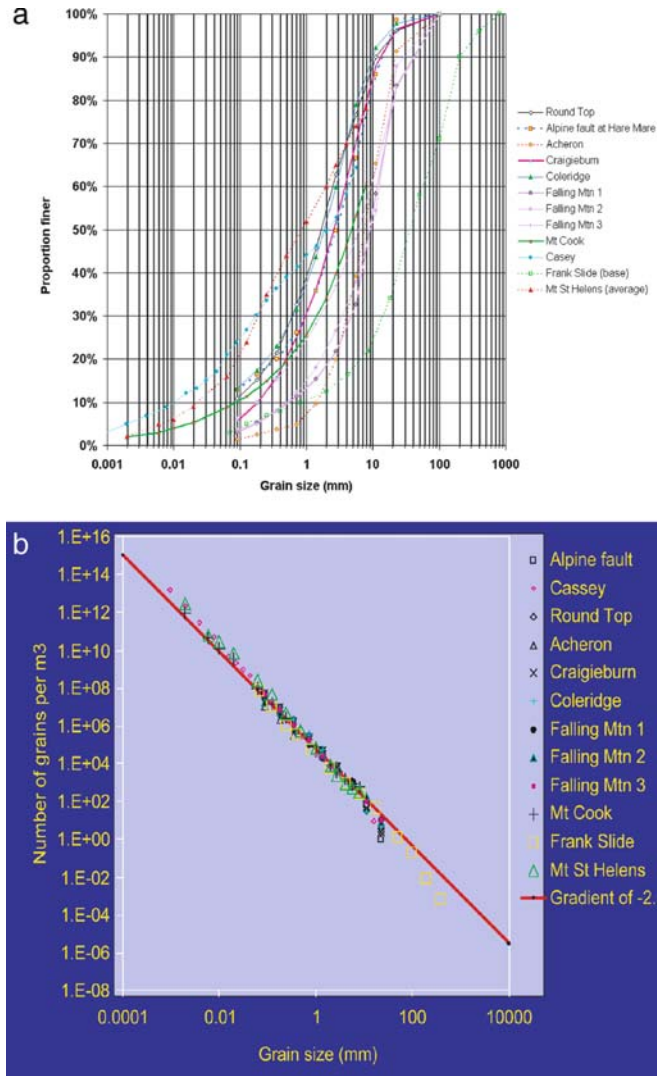 a
100%
90%
80%
70%
60%
50%
40%
30%
20%
10%
0%
Proportion finer
0.001 0.01 0.1 1 10 100 1000
Grain size (mm)
Round Top
Alpine fault at Hare Mare
Acheron
Craigieburn
Coleridge
Falling Mtn 1
Falling Mtn 2
Falling Mtn 3
Mt Cook
Casey
Frank Slide (base)
Mt St Helens (average)
b
1.E+16
1.E+14
1.E+12
1.E+10
1.E+08
1.E+06
1.E+04
1.E+02
1.E+00
1.E-02
1.E-04
1.E-06
1.E-08
Number of grains per m3
0.0001 0.01 1 100 10000
Grain size (mm)
Alpine fault
Cassey
Round Top
Acheron
Craigieburn
Coleridge
Falling Mtn 1
Falling Mtn 2
Falling Mtn 3
Mt Cook
Frank Slide
Mt St Helens
Gradient of -2.